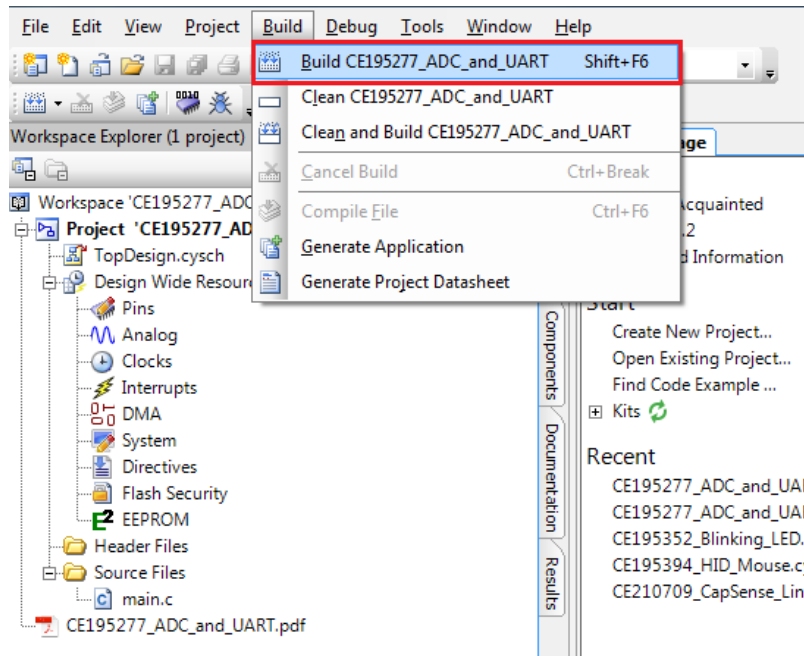 File Edit View Project Build Debug Tools Window Help
Build CE195277_ADC_and_UART Shift+F6
Clean CE195277_ADC_and_UART
Clean and Build CE195277_ADC_and_UART
Cancel Build Ctrl+Break
Compile File Ctrl+F6
Generate Application
Generate Project Datasheet
Workspace Explorer (1 project)
Workspace 'CE195277_ADC
Project 'CE195277_AD
TopDesign.cysch
Design Wide Resour
Pins
Analog
Clocks
Interrupts
DMA
System
Directives
Flash Security
EEPROM
Header Files
Source Files
main.c
CE195277_ADC_and_UART.pdf
Components
Documentation
Results
age
Acquainted
.2
d Information
Start
Create New Project...
Open Existing Project...
Find Code Example ...
Kits
Recent
CE195277_ADC_and_UA
CE195277_ADC_and_UA
CE195352_Blinking_LED.
CE195394_HID_Mouse.c
CE210709_CapSense_Lin